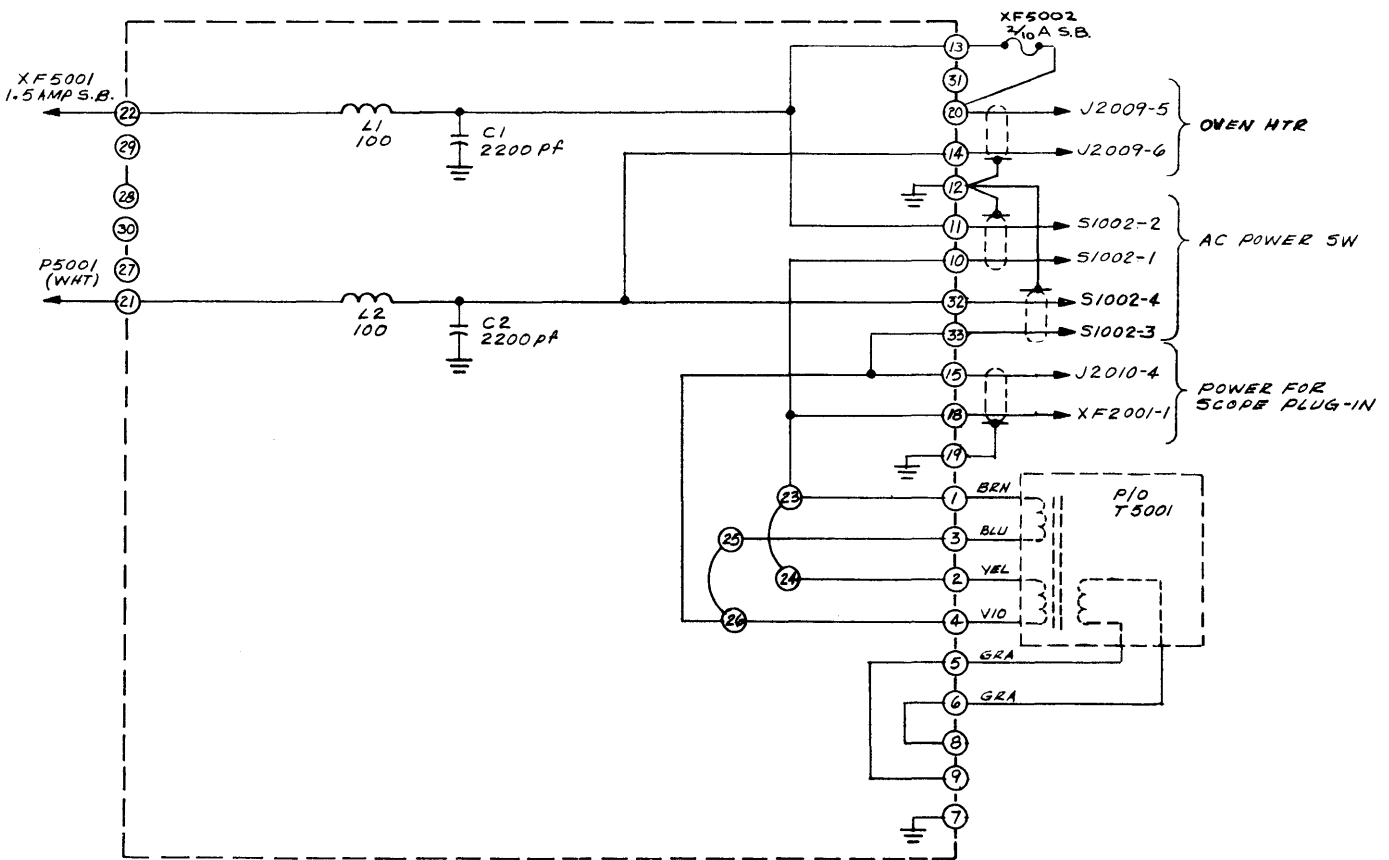 XF5002
2/10 A S.B.
13
XF5001
1.5 AMP S.B.
31
22
L1
100
C1
2200 pf
20
J2009-5
OVEN HTR
29
14
J2009-6
28
12
30
11
S1002-2
AC POWER SW
P5001
(WHT)
27
10
S1002-1
21
L2
100
C2
2200 pf
32
S1002-4
33
S1002-3
15
J2010-4
POWER FOR
SCOPE PLUG-IN
18
XF2001-1
19
23
1
BRN
P/O
T5001
25
3
BLU
24
2
YEL
26
4
VIO
5
GRA
6
GRA
8
9
7